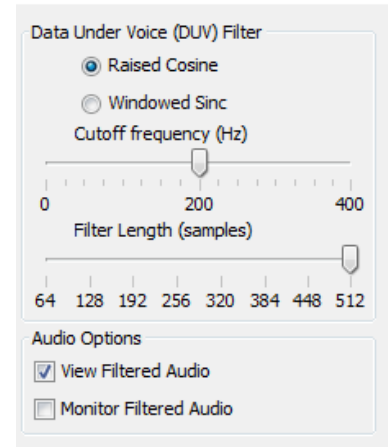 Data Under Voice (DUV) Filter
Raised Cosine
Windowed Sinc
Cutoff frequency (Hz)
0 200 400
Filter Length (samples)
64 128 192 256 320 384 448 512
Audio Options
View Filtered Audio
Monitor Filtered Audio